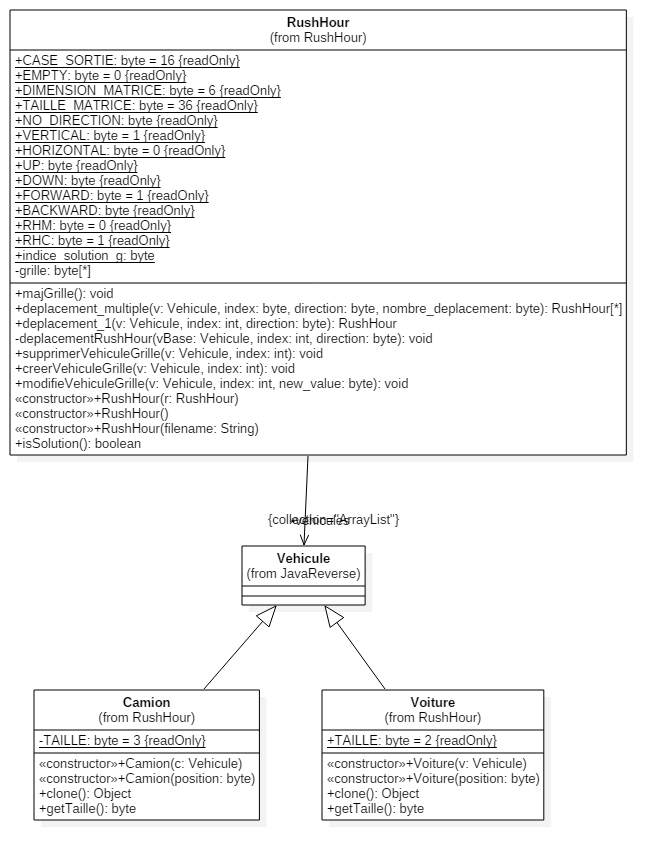 RushHour
(from RushHour)
+CASE_SORTIE: byte = 16 {readOnly}
+EMPTY: byte = 0 {readOnly}
+DIMENSION_MATRICE: byte = 6 {readOnly}
+TAILLE_MATRICE: byte = 36 {readOnly}
+NO_DIRECTION: byte {readOnly}
+VERTICAL: byte = 1 {readOnly}
+HORIZONTAL: byte = 0 {readOnly}
+UP: byte {readOnly}
+DOWN: byte {readOnly}
+FORWARD: byte = 1 {readOnly}
+BACKWARD: byte {readOnly}
+RHM: byte = 0 {readOnly}
+RHC: byte = 1 {readOnly}
+indice_solution_g: byte
-grille: byte[*]
+majGrille(): void
+deplacement_multiple(v: Vehicule, index: byte, direction: byte, nombre_deplacement: byte): RushHour[*]
+deplacement_1(v: Vehicule, index: int, direction: byte): RushHour
-deplacementRushHour(vBase: Vehicule, index: int, direction: byte): void
+supprimerVehiculeGrille(v: Vehicule, index: int): void
+creerVehiculeGrille(v: Vehicule, index: int): void
+modifieVehiculeGrille(v: Vehicule, index: int, new_value: byte): void
«constructor»+RushHour(r: RushHour)
«constructor»+RushHour()
«constructor»+RushHour(filename: String)
+isSolution(): boolean
{collection="ArrayList"}
Vehicule
(from JavaReverse)
Camion
(from RushHour)
-TAILLE: byte = 3 {readOnly}
«constructor»+Camion(c: Vehicule)
«constructor»+Camion(position: byte)
+clone(): Object
+getTaille(): byte
Voiture
(from RushHour)
+TAILLE: byte = 2 {readOnly}
«constructor»+Voiture(v: Vehicule)
«constructor»+Voiture(position: byte)
+clone(): Object
+getTaille(): byte